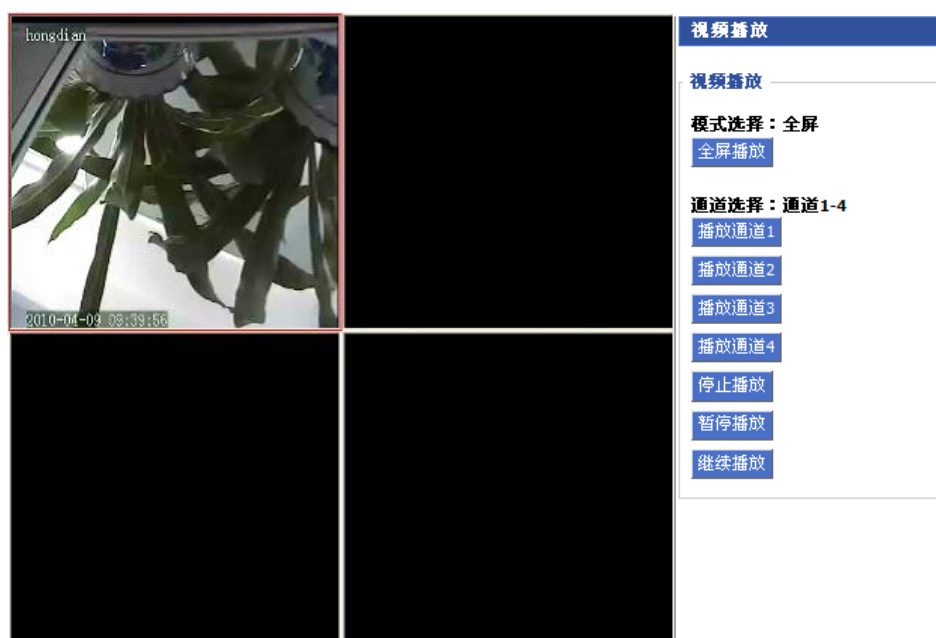 hongdian
2010-04-09 09:39:56
视频播放
视频播放
模式选择：全屏
全屏播放
通道选择：通道1-4
播放通道1
播放通道2
播放通道3
播放通道4
停止播放
暂停播放
继续播放